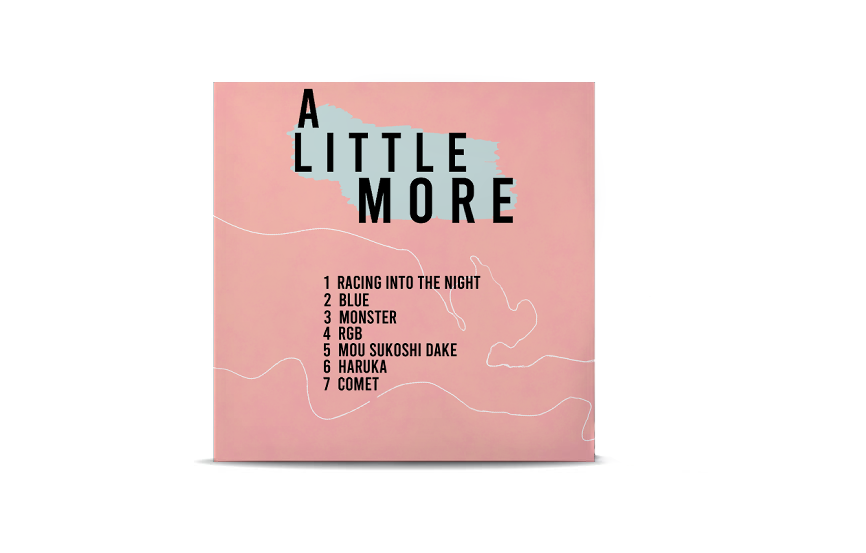 A
LITTLE
MORE
1 RACING INTO THE NIGHT
2 BLUE
3 MONSTER
4 RGB
5 MOU SUKOSHI DAKE
6 HARUKA
7 COMET